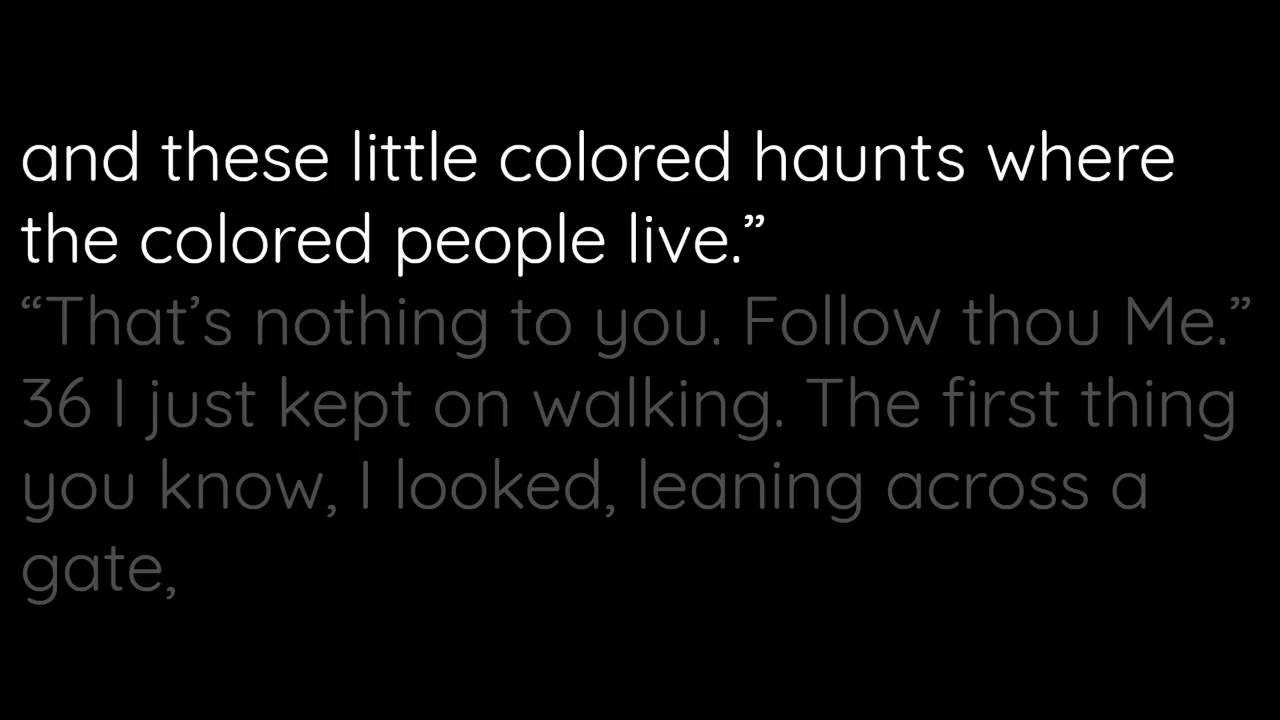 and these little colored haunts where
the colored people live.”
“That’s nothing to you. Follow thou Me.”
36 I just kept on walking. The first thing
you know, I looked, leaning across a
gate,